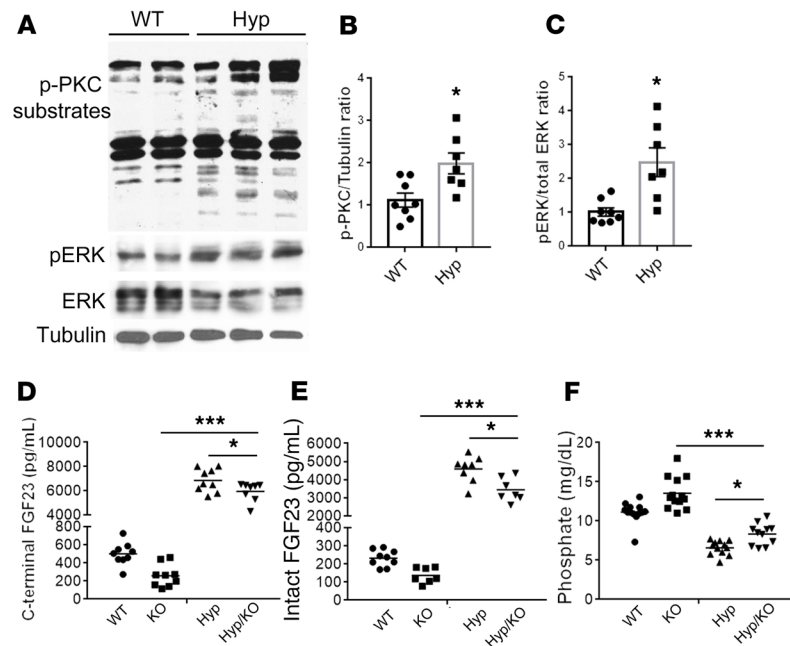 A
WT
Hyp
p-PKC
substrates
pERK
ERK
Tubulin
B
p-PKC/Tubulin ratio
4
3
2
1
0
*
WT
Hyp
C
pERK/total ERK ratio
5
4
3
2
1
0
*
WT
Hyp
D
C-terminal FGF23 (pg/mL)
10000
8000
6000
4000
2000
800
600
400
200
0
***
*
WT
KO
Hyp
Hyp/KO
E
Intact FGF23 (pg/mL)
6000
5000
4000
3000
2000
400
300
200
100
0
***
*
WT
KO
Hyp
Hyp/KO
F
Phosphate (mg/dL)
20
15
10
5
0
***
*
WT
KO
Hyp
Hyp/KO